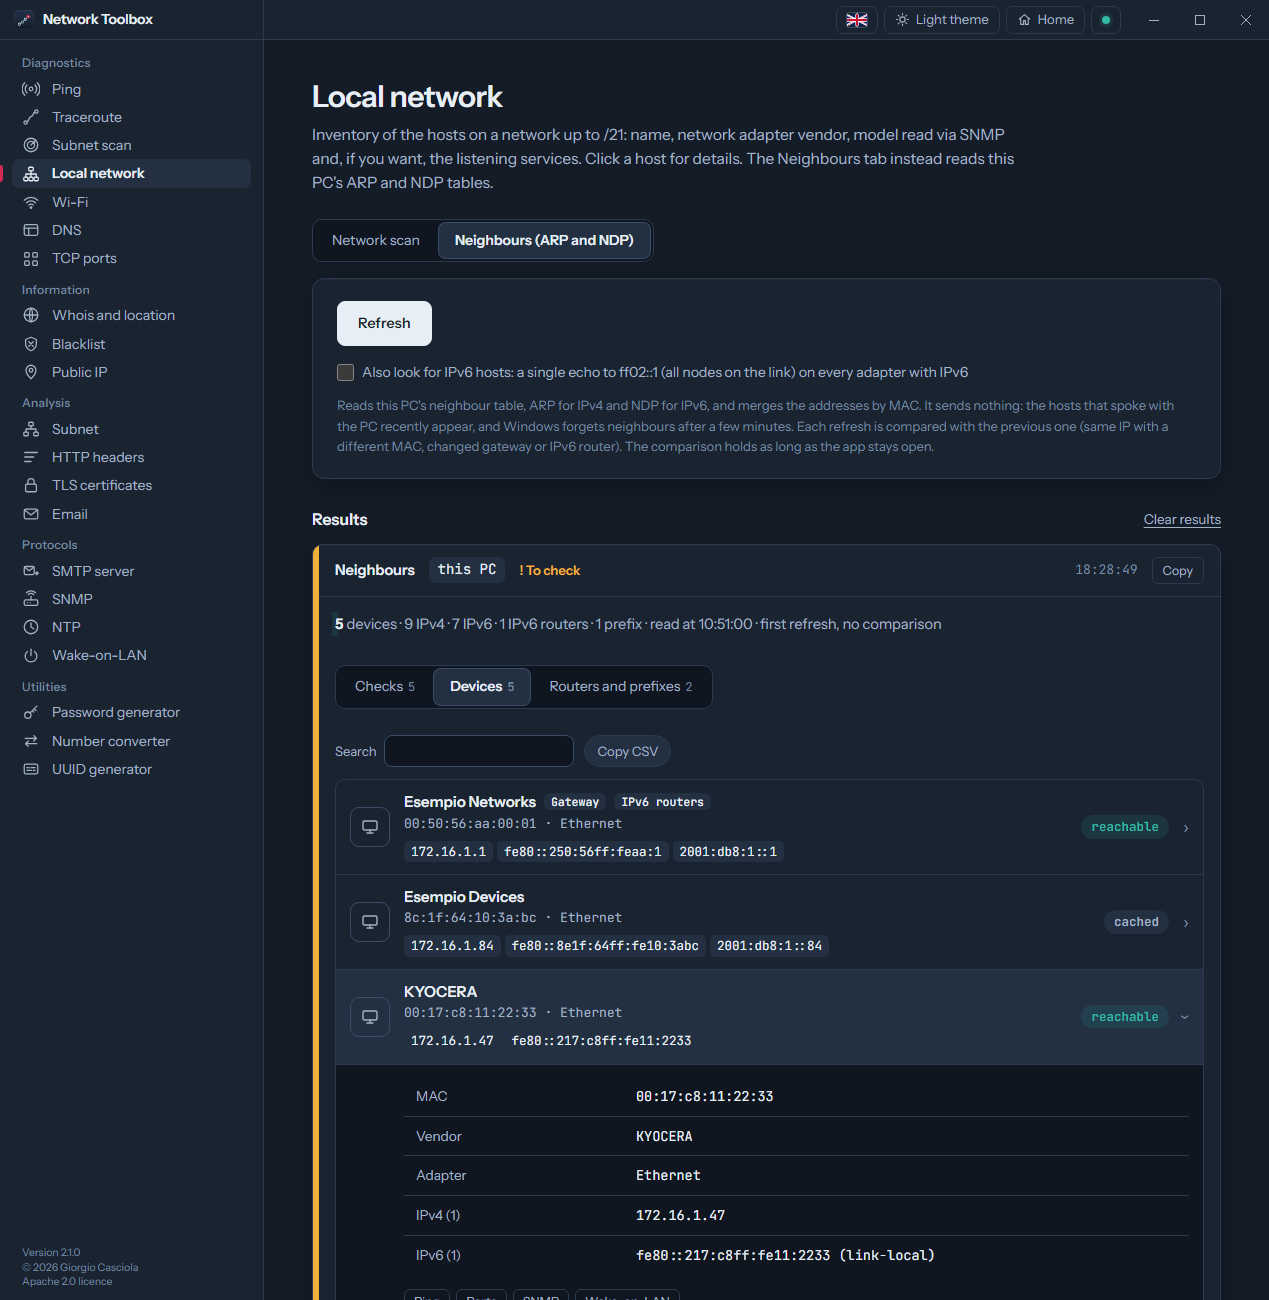 Network Toolbox
Light theme
Home
Diagnostics
Ping
Traceroute
Subnet scan
Local network
Wi-Fi
DNS
TCP ports
Information
Whois and location
Blacklist
Public IP
Analysis
Subnet
HTTP headers
TLS certificates
Email
Protocols
SMTP server
SNMP
NTP
Wake-on-LAN
Utilities
Password generator
Number converter
UUID generator
Version 2.1.0
© 2026 Giorgio Casciola
Apache 2.0 licence
Local network
Inventory of the hosts on a network up to /21: name, network adapter vendor, model read via SNMP
and, if you want, the listening services. Click a host for details. The Neighbours tab instead reads this
PC's ARP and NDP tables.
Network scan
Neighbours (ARP and NDP)
Refresh
Also look for IPv6 hosts: a single echo to ff02::1 (all nodes on the link) on every adapter with IPv6
Reads this PC's neighbour table, ARP for IPv4 and NDP for IPv6, and merges the addresses by MAC. It sends nothing: the hosts that spoke with
the PC recently appear, and Windows forgets neighbours after a few minutes. Each refresh is compared with the previous one (same IP with a
different MAC, changed gateway or IPv6 router). The comparison holds as long as the app stays open.
Results
Clear results
Neighbours this PC ! To check 18:28:49 Copy
5 devices · 9 IPv4 · 7 IPv6 · 1 IPv6 routers · 1 prefix · read at 10:51:00 · first refresh, no comparison
Checks 5
Devices 5
Routers and prefixes 2
Search
Copy CSV
Esempio Networks Gateway IPv6 routers
00:50:56:aa:00:01 · Ethernet
172.16.1.1 fe80::250:56ff:feaa:1 2001:db8:1::1
reachable
Esempio Devices
8c:1f:64:10:3a:bc · Ethernet
172.16.1.84 fe80::8e1f:64ff:fe10:3abc 2001:db8:1::84
cached
KYOCERA
00:17:c8:11:22:33 · Ethernet
172.16.1.47 fe80::217:c8ff:fe11:2233
reachable
MAC 00:17:c8:11:22:33
Vendor KYOCERA
Adapter Ethernet
IPv4 (1) 172.16.1.47
IPv6 (1) fe80::217:c8ff:fe11:2233 (link-local)